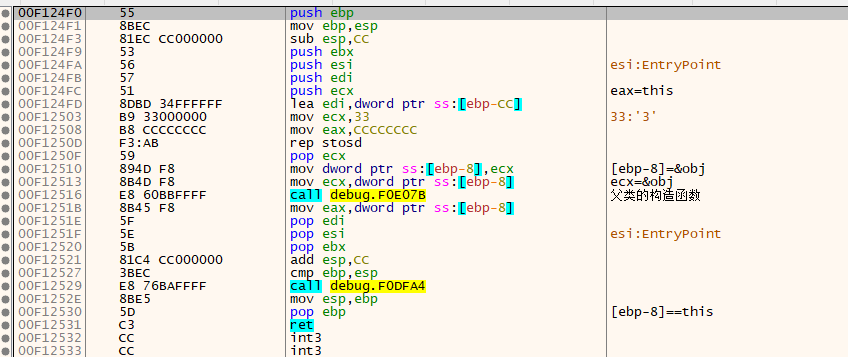 00F124F0 55 push ebp
00F124F1 8BEC mov ebp,esp
00F124F3 81EC CC000000 sub esp,CC
00F124F9 53 push ebx
00F124FA 56 push esi esi:EntryPoint
00F124FB 57 push edi
00F124FC 51 push ecx eax=this
00F124FD 8DBD 34FFFFFF lea edi,dword ptr ss:[ebp-CC]
00F12503 B9 33000000 mov ecx,33 33:'3'
00F12508 B8 CCCCCCCC mov eax,CCCCCCCC
00F1250D F3:AB rep stosd
00F1250F 59 pop ecx
00F12510 894D F8 mov dword ptr ss:[ebp-8],ecx [ebp-8]=&obj
00F12513 8B4D F8 mov ecx,dword ptr ss:[ebp-8] ecx=&obj
00F12516 E8 60BBFFFF call debug.F0E07B 父类的构造函数
00F1251B 8B45 F8 mov eax,dword ptr ss:[ebp-8]
00F1251E 5F pop edi
00F1251F 5E pop esi esi:EntryPoint
00F12520 5B pop ebx
00F12521 81C4 CC000000 add esp,CC
00F12527 3BEC cmp ebp,esp
00F12529 E8 76BAFFFF call debug.F0DFA4
00F1252E 8BE5 mov esp,ebp
00F12530 5D pop ebp [ebp-8]==this
00F12531 C3 ret
00F12532 CC int3
00F12533 CC int3